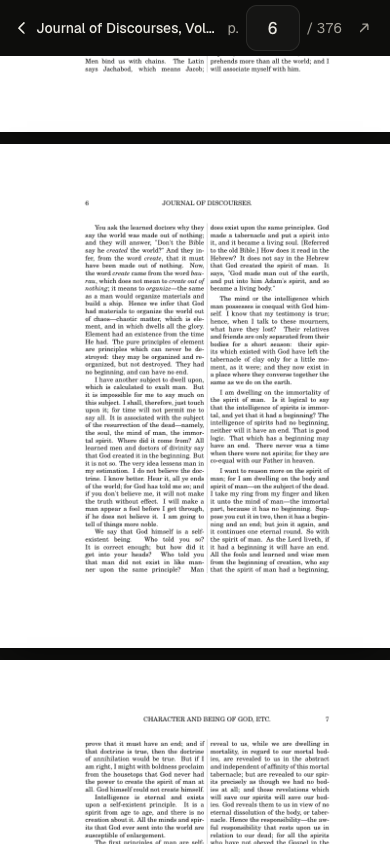 Journal of Discourses, Vol... p. 6 / 376
Men bind us with chains. The Latin
says Jachabod, which means Jacob;
prehends more than all the world; and I
will associate myself with him.
6 JOURNAL OF DISCOURSES.
You ask the learned doctors why they
say the world was made out of nothing;
and they will answer, "Don't the Bible
say he created the world?" And they in-
fer, from the word create, that it must
have been made out of nothing. Now,
the word create came from the word bau-
rau, which does not mean to create out of
nothing; it means to organize—the same
as a man would organize materials and
build a ship. Hence we infer that God
had materials to organize the world out
of chaos—chaotic matter, which is ele-
ment, and in which dwells all the glory.
Element had an existence from the time
He had. The pure principles of element
are principles which can never be de-
stroyed: they may be organized and re-
organized, but not destroyed. They had
no beginning, and can have no end.
I have another subject to dwell upon,
which is calculated to exalt man. But
it is impossible for me to say much on
this subject. I shall, therefore, just touch
upon it; for time will not permit me to
say all. It is associated with the subject
of the resurrection of the dead—namely,
the soul, the mind of man, the immor-
tal spirit. Where did it come from? All
learned men and doctors of divinity say
that God created it in the beginning. But
it is not so. The very idea lessens man in
my estimation. I do not believe the doc-
trine. I know better. Hear it, all ye ends
of the world; for God has told me so; and
if you don't believe me, it will not make
the truth without effect. I will make a
man appear a fool before I get through,
if he does not believe it. I am going to
tell of things more noble.
We say that God himself is a self-
existent being. Who told you so?
It is correct enough; but how did it
get into your heads? Who told you
that man did not exist in like man-
ner upon the same principle? Man
does exist upon the same principles. God
made a tabernacle and put a spirit into
it, and it became a living soul. (Referred
to the old Bible.) How does it read in the
Hebrew? It does not say in the Hebrew
that God created the spirit of man. It
says, "God made man out of the earth,
and put into him Adam's spirit, and so
became a living body."
The mind or the intelligence which
man possesses is coequal with God him-
self. I know that my testimony is true;
hence, when I talk to these mourners,
what have they lost? Their relatives
and friends are only separated from their
bodies for a short season: their spir-
its which existed with God have left the
tabernacle of clay only for a little mo-
ment, as it were; and they now exist in
a place where they converse together the
same as we do on the earth.
I am dwelling on the immortality of
the spirit of man. Is it logical to say
that the intelligence of spirits is immor-
tal, and yet that it had a beginning? The
intelligence of spirits had no beginning,
neither will it have an end. That is good
logic. That which has a beginning may
have an end. There never was a time
when there were not spirits; for they are
co-equal with our Father in heaven.
I want to reason more on the spirit of
man; for I am dwelling on the body and
spirit of man—on the subject of the dead.
I take my ring from my finger and liken
it unto the mind of man—the immortal
part, because it has no beginning. Sup-
pose you cut it in two, then it has a begin-
ning and an end; but join it again, and
it continues one eternal round. So with
the spirit of man. As the Lord liveth, if
it had a beginning it will have an end.
All the fools and learned and wise men
from the beginning of creation, who say
that the spirit of man had a beginning,
CHARACTER AND BEING OF GOD, ETC. 7
prove that it must have an end; and if
that doctrine is true, then the doctrine
of annihilation would be true. But if I
am right, I might with boldness proclaim
from the housetops that God never had
the power to create the spirit of man at
all. God himself could not create himself.
Intelligence is eternal and exists
upon a self-existent principle. It is a
spirit from age to age, and there is no
creation about it. All the minds and spir-
its that God ever sent into the world are
susceptible of enlargement.
The first principles of man are self-
reveal to us, while we are dwelling in
mortality, in regard to our mortal bod-
ies, are revealed to us in the abstract
and independent of affinity of this mortal
tabernacle; but are revealed to our spir-
its precisely as though we had no bod-
ies at all; and those revelations which
will save our spirits will save our bod-
ies. God reveals them to us in view of no
eternal dissolution of the body, or taber-
nacle. Hence the responsibility—the aw-
ful responsibility that rests upon us in
relation to our dead; for all the spirits
who have not obeyed the Gospel in the